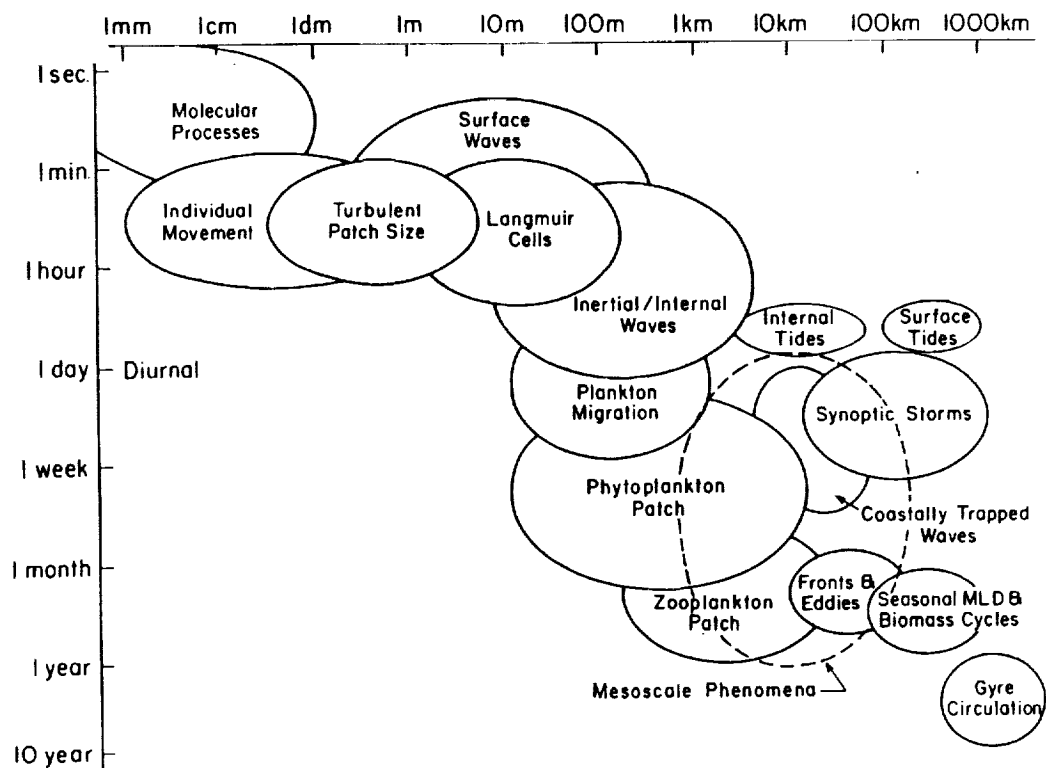 1mm 1cm 1dm 1m 10m 100m 1km 10km 100km 1000km
1 sec.
Molecular
Processes
Surface
Waves
1 min.
Individual
Movement
Turbulent
Patch Size
Langmuir
Cells
1 hour
Inertial/Internal
Waves
Internal
Tides
Surface
Tides
1 day
Diurnal
Plankton
Migration
Synoptic Storms
1 week
Phytoplankton
Patch
Coastally Trapped
Waves
1 month
Zooplankton
Patch
Fronts &
Eddies
Seasonal MLD &
Biomass Cycles
1 year
Mesoscale Phenomena
Gyre
Circulation
10 year